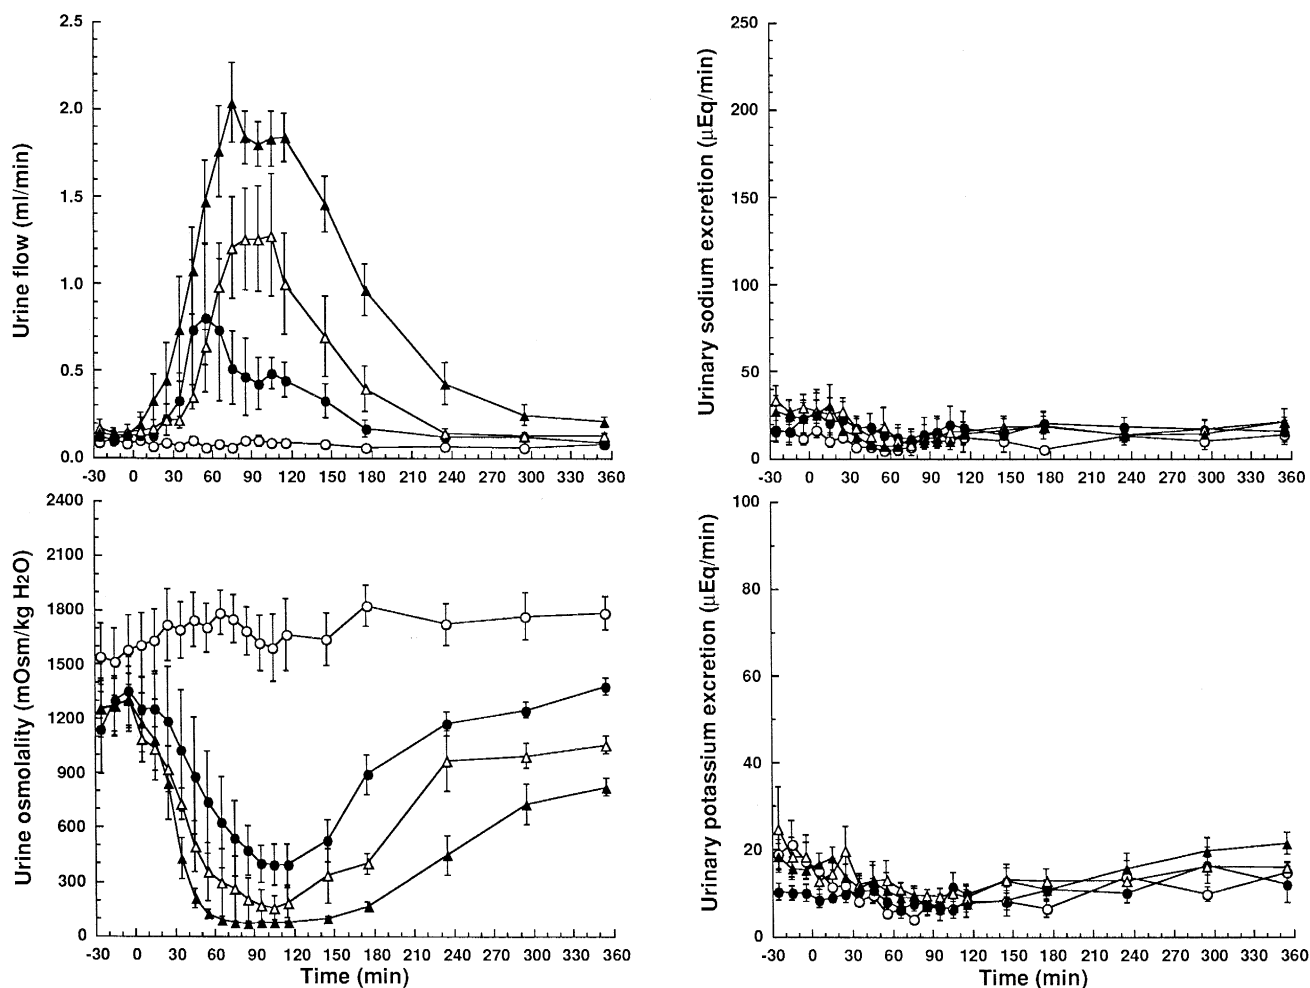 Urine flow (ml/min)
2.5
2.0
1.5
1.0
0.5
0.0
-30 0 30 60 90 120 150 180 210 240 270 300 330 360
Urinary sodium excretion (μEq/min)
250
200
150
100
50
0
-30 0 30 60 90 120 150 180 210 240 270 300 330 360
Urine osmolality (mOsm/kg H2O)
2400
2100
1800
1500
1200
900
600
300
0
-30 0 30 60 90 120 150 180 210 240 270 300 330 360
Time (min)
Urinary potassium excretion (μEq/min)
100
80
60
40
20
0
-30 0 30 60 90 120 150 180 210 240 270 300 330 360
Time (min)